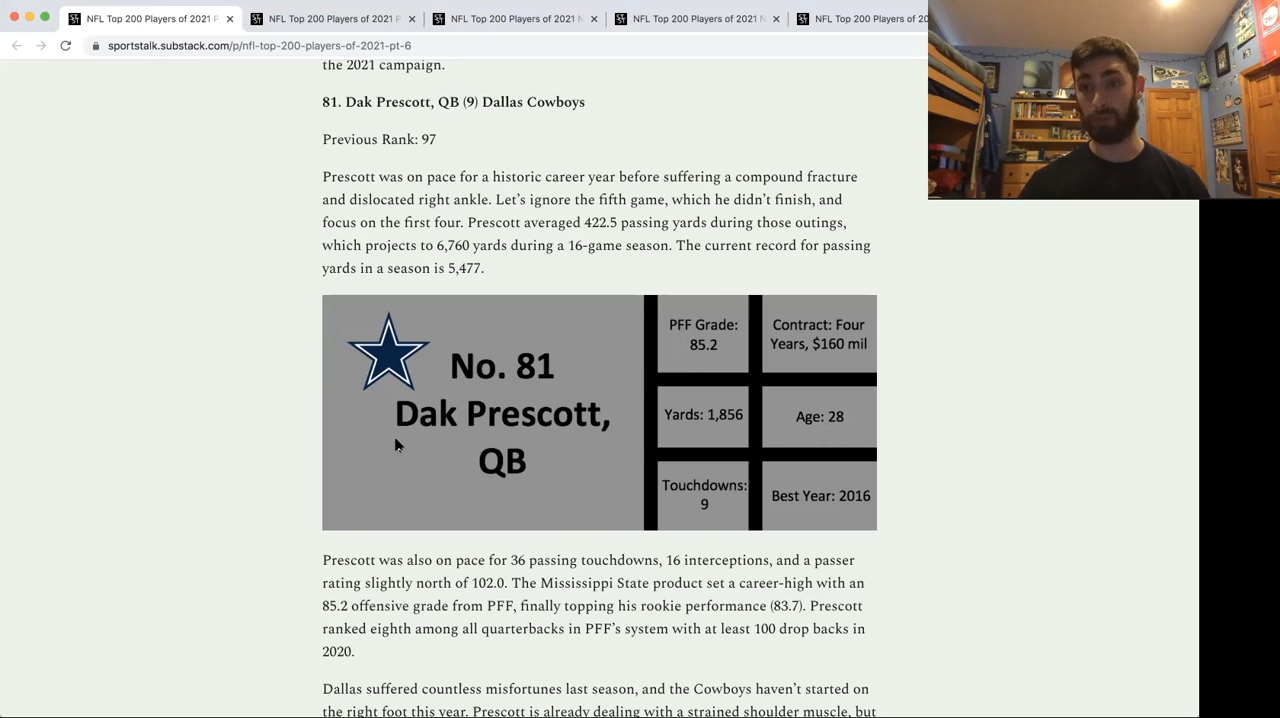 NFL Top 200 Players of 2021 P
NFL Top 200 Players of 2021 P
NFL Top 200 Players of 2021 N
NFL Top 200 Players of 2021 N
NFL Top 200 Players of 20
sportstalk.substack.com/p/nfl-top-200-players-of-2021-pt-6
the 2021 campaign.
81. Dak Prescott, QB (9) Dallas Cowboys
Previous Rank: 97
Prescott was on pace for a historic career year before suffering a compound fracture
and dislocated right ankle. Let’s ignore the fifth game, which he didn’t finish, and
focus on the first four. Prescott averaged 422.5 passing yards during those outings,
which projects to 6,760 yards during a 16-game season. The current record for passing
yards in a season is 5,477.
No. 81
Dak Prescott,
QB
PFF Grade:
85.2
Contract: Four
Years, $160 mil
Yards: 1,856
Age: 28
Touchdowns:
9
Best Year: 2016
Prescott was also on pace for 36 passing touchdowns, 16 interceptions, and a passer
rating slightly north of 102.0. The Mississippi State product set a career-high with an
85.2 offensive grade from PFF, finally topping his rookie performance (83.7). Prescott
ranked eighth among all quarterbacks in PFF’s system with at least 100 drop backs in
2020.
Dallas suffered countless misfortunes last season, and the Cowboys haven’t started on
the right foot this year. Prescott is already dealing with a strained shoulder muscle, but